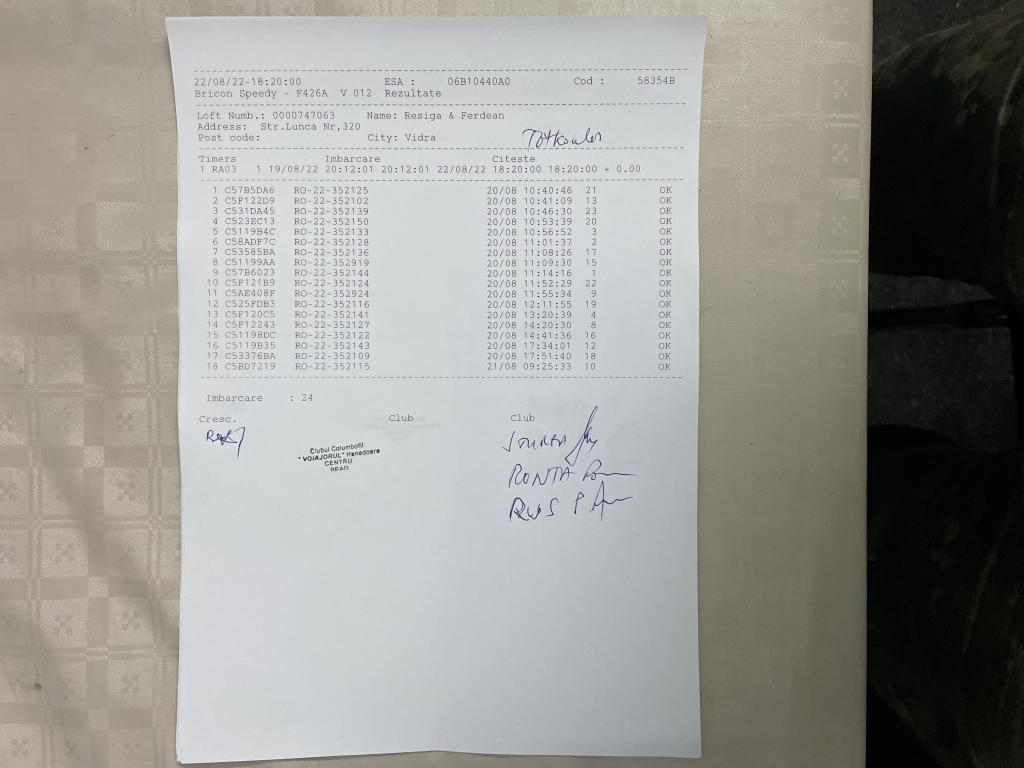 22/08/22-18:20:00 ESA : 06B10440A0 Cod : 58354B
Bricon Speedy - F426A V 012 Rezultate
Loft Numb.: 0000747063 Name: Resiga & Ferdean
Address: Str.Lunca Nr,320
Post code: City: Vidra
Timers Imbarcare Citeste
1 RA03 1 19/08/22 20:12:01 20:12:01 22/08/22 18:20:00 18:20:00 + 0.00
1 C57B5DA6 RO-22-352125 20/08 10:40:46 21 OK
2 C5F122D9 RO-22-352102 20/08 10:41:09 13 OK
3 C531DA45 RO-22-352139 20/08 10:46:30 23 OK
4 C523EC13 RO-22-352150 20/08 10:53:39 20 OK
5 C5119B4C RO-22-352133 20/08 10:56:52 3 OK
6 C58ADF7C RO-22-352128 20/08 11:01:37 2 OK
7 C53585BA RO-22-352136 20/08 11:08:26 17 OK
8 C51199AA RO-22-352919 20/08 11:09:30 15 OK
9 C57B6023 RO-22-352144 20/08 11:14:16 1 OK
10 C5F121B9 RO-22-352124 20/08 11:52:29 22 OK
11 C5AE408F RO-22-352924 20/08 11:55:34 9 OK
12 C525FDB3 RO-22-352116 20/08 12:11:55 19 OK
13 C5F120C5 RO-22-352141 20/08 13:20:39 4 OK
14 C5F12243 RO-22-352127 20/08 14:20:30 8 OK
15 C51198DC RO-22-352122 20/08 14:41:36 16 OK
16 C5119B35 RO-22-352143 20/08 17:34:01 12 OK
17 C53376BA RO-22-352109 20/08 17:51:40 18 OK
18 C5BD7219 RO-22-352115 21/08 09:25:33 10 OK
Imbarcare : 24
Cresc. Club Club
Clubul Columbofil
"VOIAJORUL" Hunedoara
CENTRU
BRAD
RONTA
RUS P.